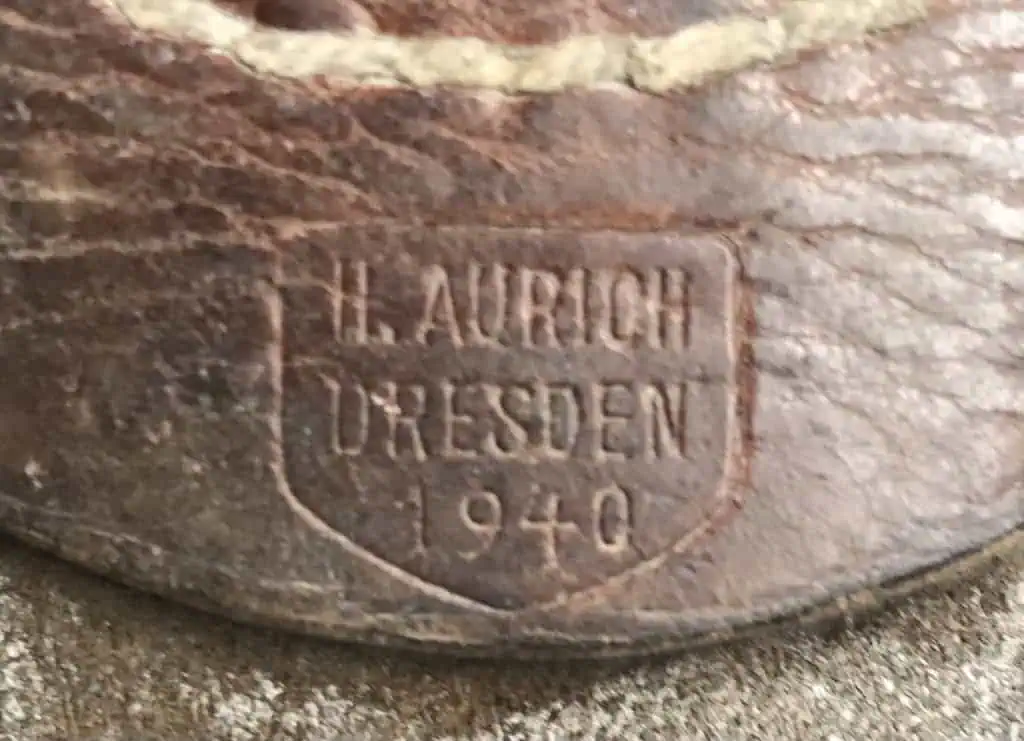 H. AURICH
DRESDEN
1940